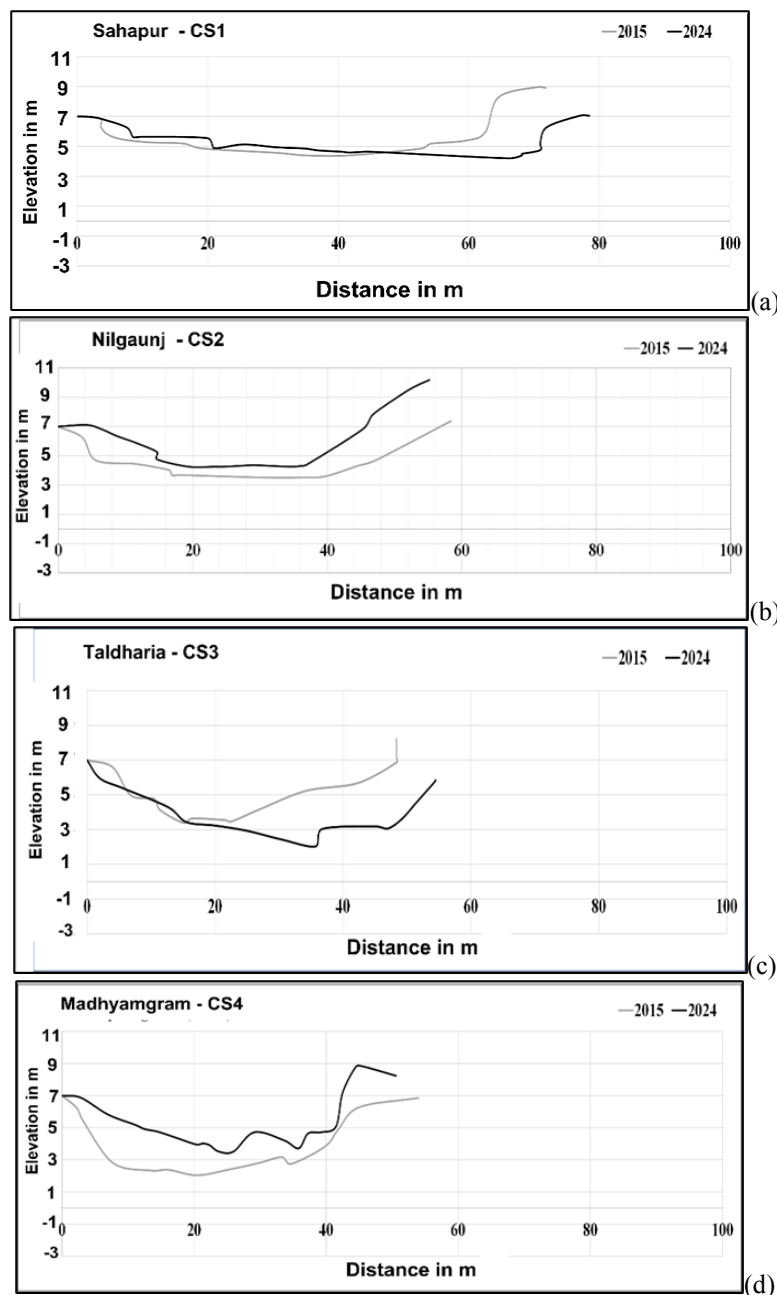 Sahapur - CS1
2015 2024
11
9
7
5
3
1
-1
-3
Elevation in m
0 20 40 60 80 100
Distance in m
(a)
Nilgaunj - CS2
2015 2024
11
9
7
5
3
1
-1
-3
Elevation in m
0 20 40 60 80 100
Distance in m
(b)
Taldharia - CS3
2015 2024
11
9
7
5
3
1
-1
-3
Elevation in m
0 20 40 60 80 100
Distance in m
(c)
Madhyamgram - CS4
2015 2024
11
9
7
5
3
1
-1
-3
Elevation in m
0 20 40 60 80 100
Distance in m
(d)